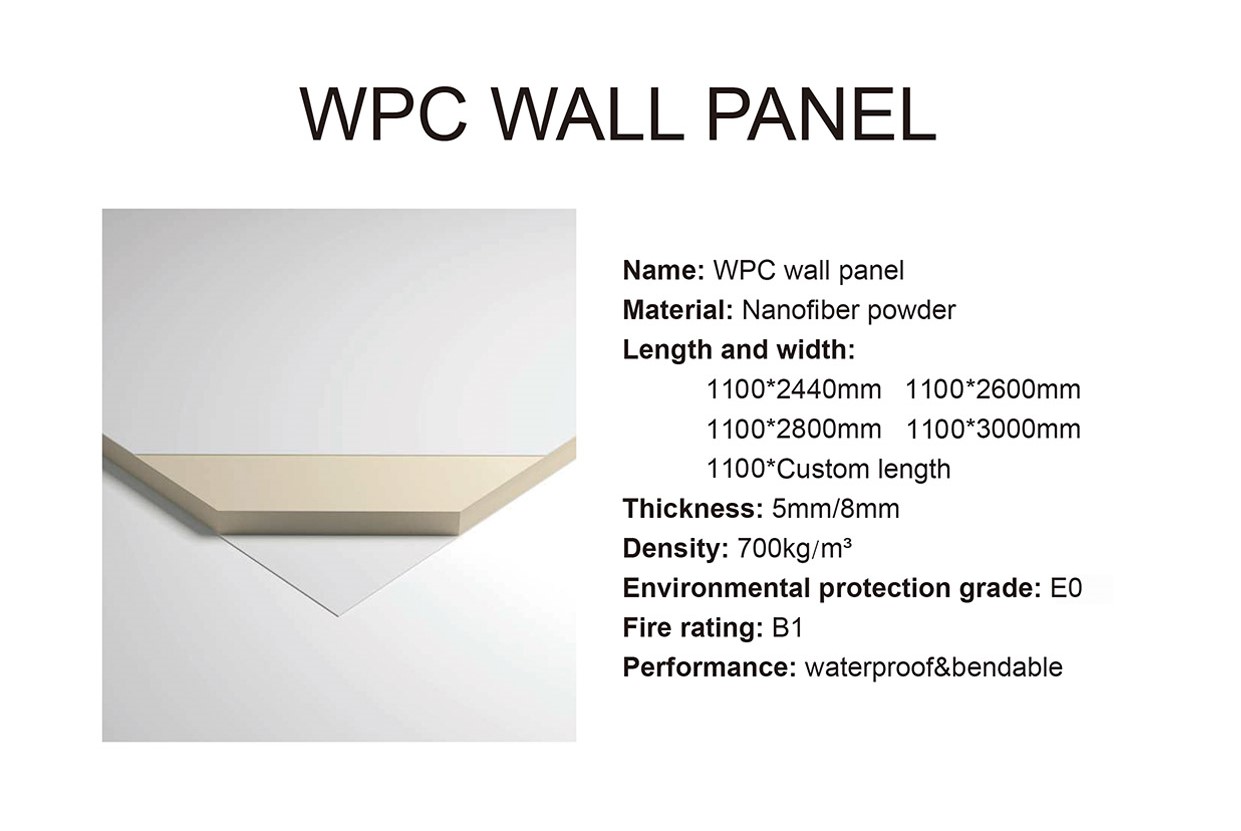 WPC WALL PANEL
Name: WPC wall panel
Material: Nanofiber powder
Length and width:
1100*2440mm 1100*2600mm
1100*2800mm 1100*3000mm
1100*Custom length
Thickness: 5mm/8mm
Density: 700kg/m³
Environmental protection grade: E0
Fire rating: B1
Performance: waterproof&bendable